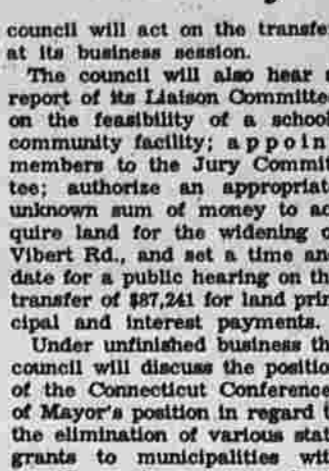 council will act on the transfer
at its business session.
The council will also hear a
report of its Liaison Committee
on the feasibility of a school
community facility; appoin
members to the Jury Commit
tee; authorize an appropriat
unknown sum of money to ac
quire land for the widening o
Vibert Rd., and set a time an
date for a public hearing on th
transfer of $87,241 for land prin
cipal and interest payments.
Under unfinished business th
council will discuss the positio
of the Connecticut Conference
of Mayor's position in regard t
the elimination of various stat
grants to municipalities wit